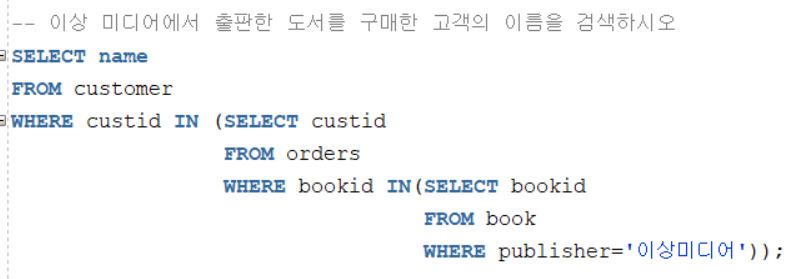 -- 이상 미디어에서 출판한 도서를 구매한 고객의 이름을 검색하시오
SELECT name
FROM customer
WHERE custid IN (SELECT custid
FROM orders
WHERE bookid IN(SELECT bookid
FROM book
WHERE publisher='이상미디어'));